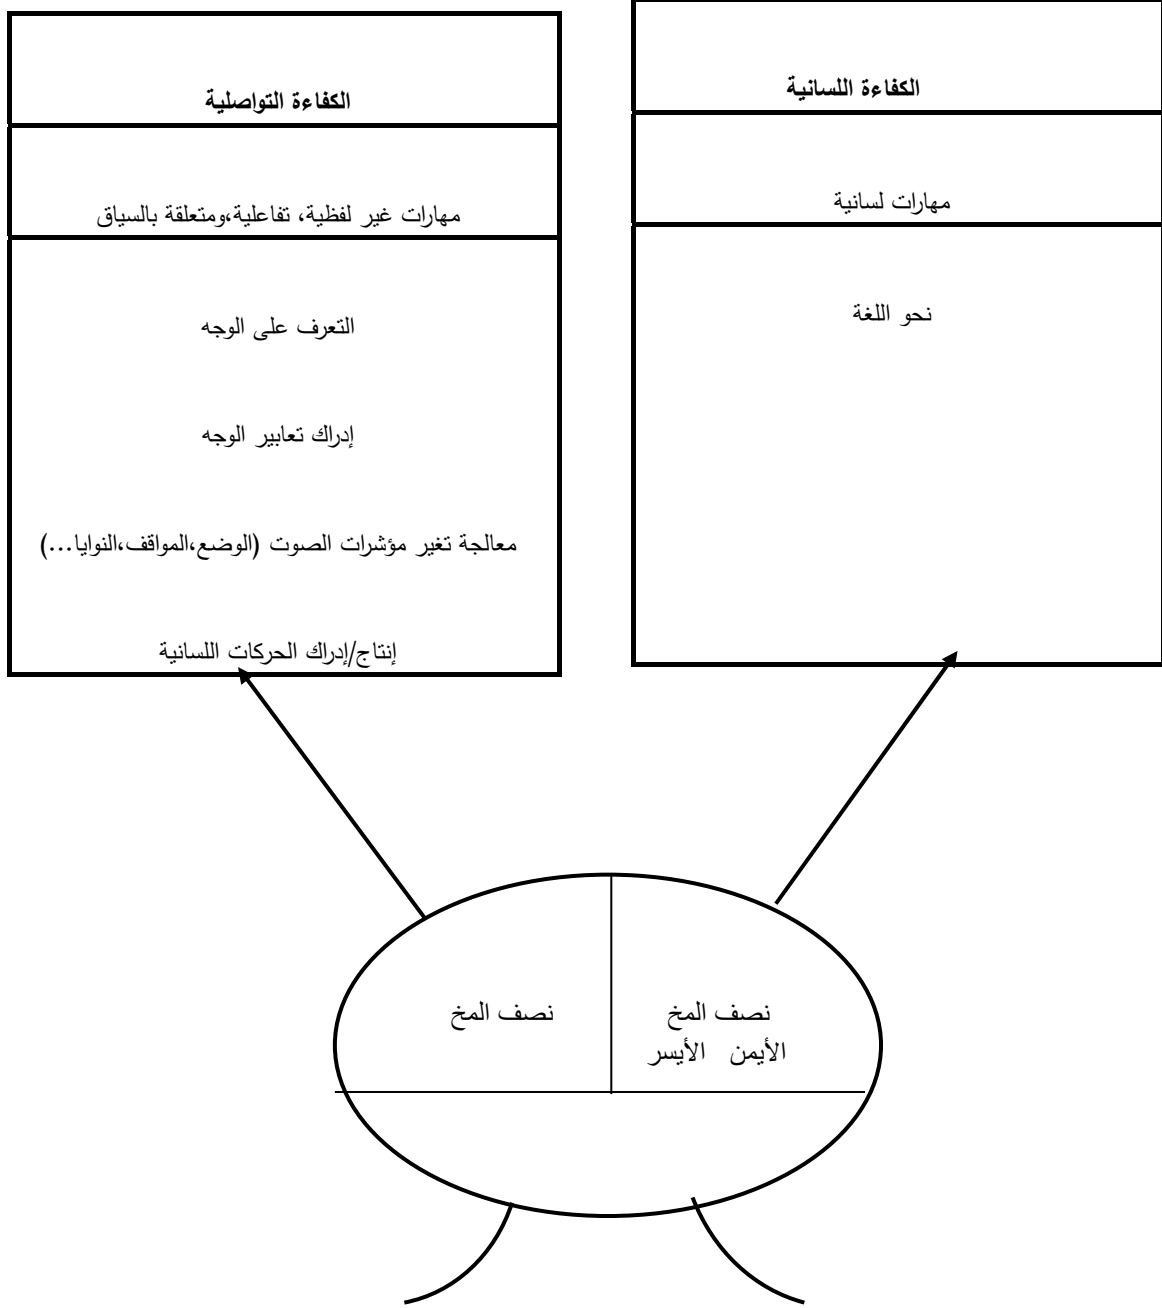 الكفاءة اللسانية
مهارات لسانية
نحو اللغة
الكفاءة التواصلية
مهارات غير لفظية، تفاعلية،ومتعلقة بالسياق
التعرف على الوجه
إدراك تعابير الوجه
معالجة تغير مؤشرات الصوت (الوضع،المواقف،النوايا...)
إنتاج/إدراك الحركات اللسانية
نصف المخ
الأيمن الأيسر
نصف المخ